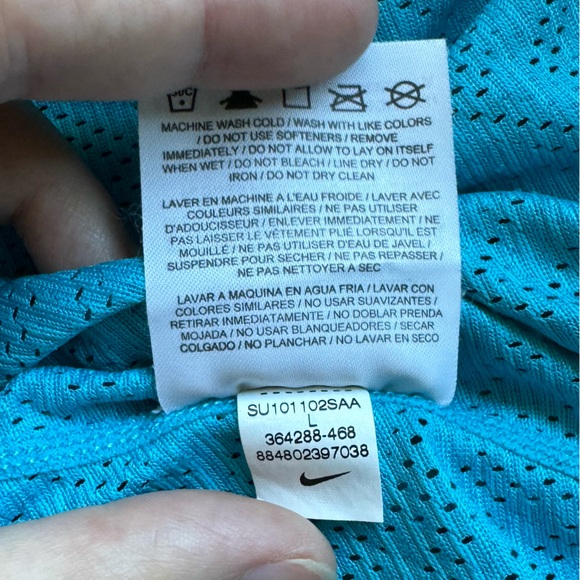 30C
MACHINE WASH COLD / WASH WITH LIKE COLORS
/ DO NOT USE SOFTENERS / REMOVE
IMMEDIATELY / DO NOT ALLOW TO LAY ON ITSELF
WHEN WET / DO NOT BLEACH / LINE DRY / DO NOT
IRON / DO NOT DRY CLEAN
LAVER EN MACHINE A L'EAU FROIDE / LAVER AVEC
COULEURS SIMILAIRES / NE PAS UTILISER
D'ADOUCISSEUR / ENLEVER IMMEDIATEMENT / NE
PAS LAISSER LE VÊTEMENT PLIÉ LORSQU'IL EST
MOUILLÉ / NE PAS UTILISER D'EAU DE JAVEL /
SUSPENDRE POUR SECHER / NE PAS REPASSER /
NE PAS NETTOYER A SEC
LAVAR A MAQUINA EN AGUA FRIA / LAVAR CON
COLORES SIMILARES / NO USAR SUAVIZANTES /
RETIRAR INMEDIATAMENTE / NO DOBLAR PRENDA
MOJADA / NO USAR BLANQUEADORES / SECAR
COLGADO / NO PLANCHAR / NO LAVAR EN SECO
SU101102SAA
L
364288-468
884802397038